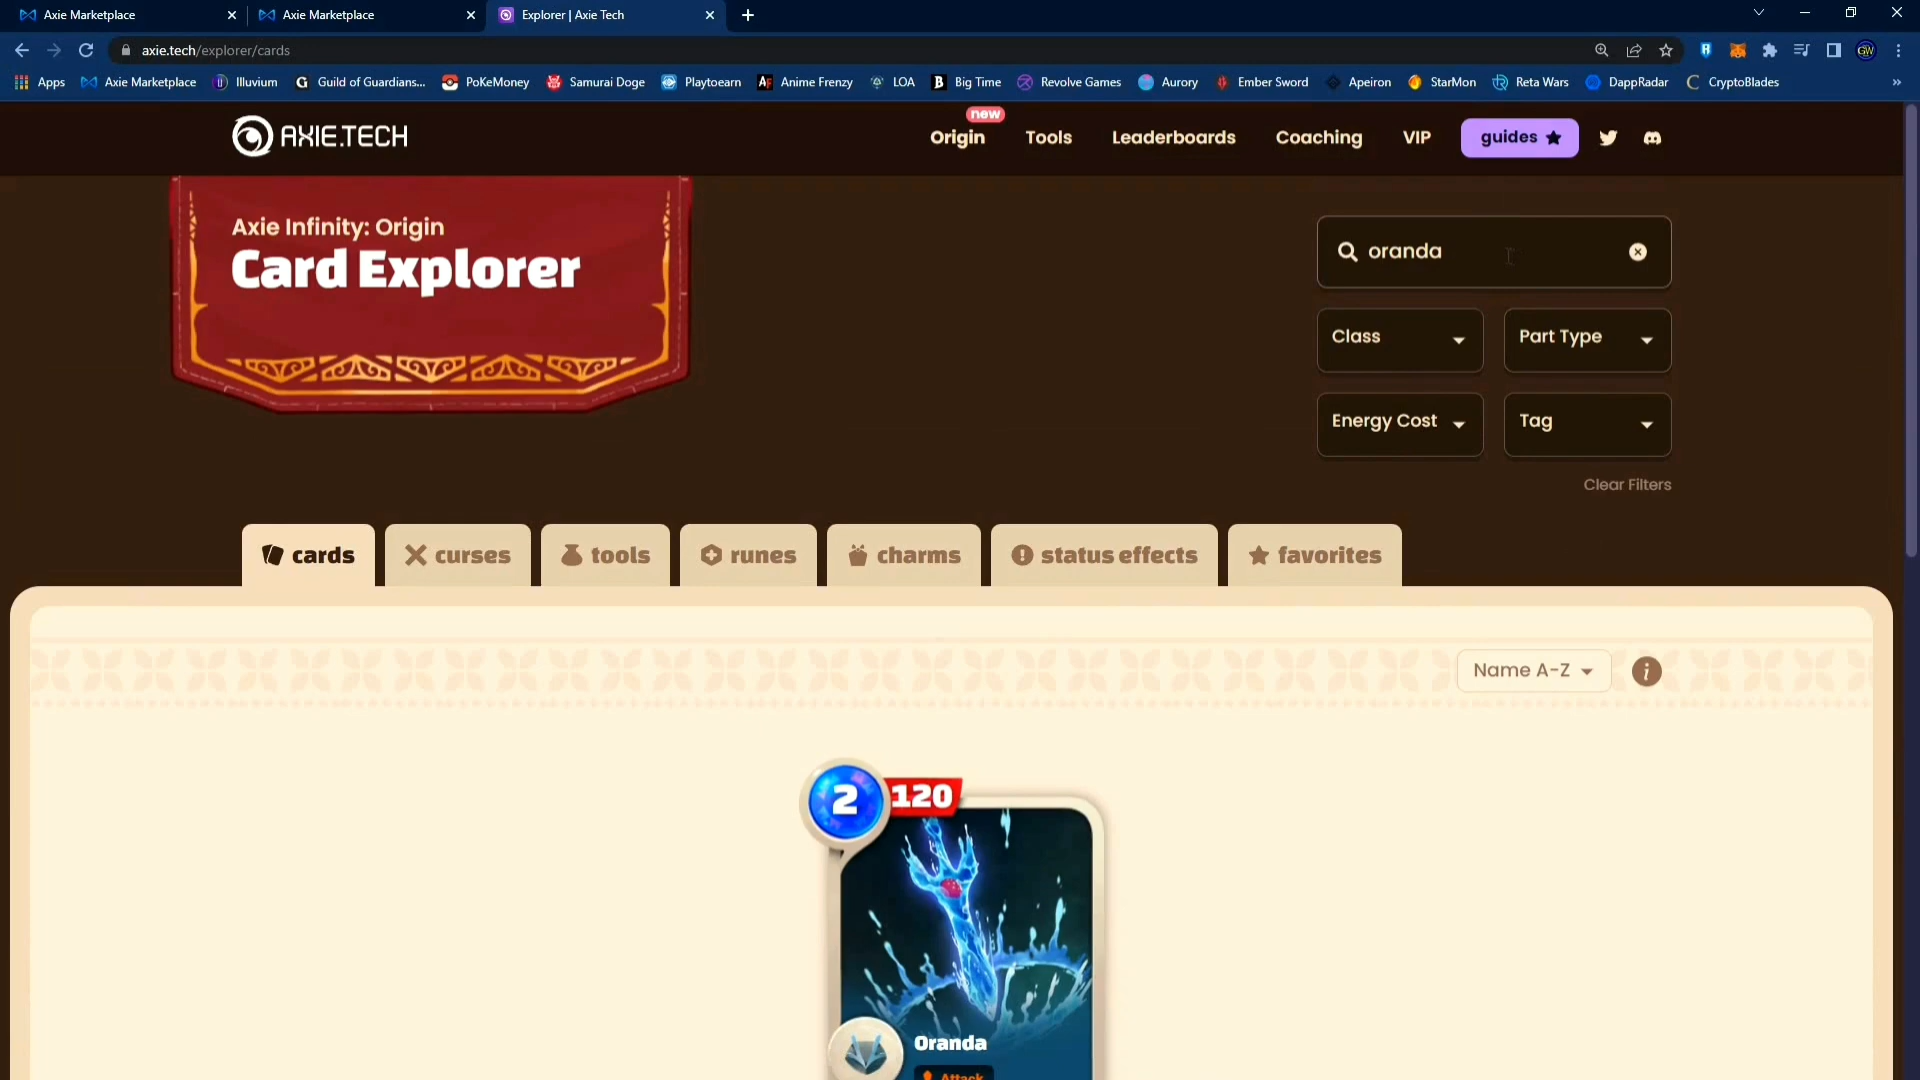 Axie Marketplace
Axie Marketplace
Explorer | Axie Tech
axie.tech/explorer/cards
GW
Apps
Axie Marketplace
Illuvium
Guild of Guardians...
PoKeMoney
Samurai Doge
Playtoearn
Anime Frenzy
LOA
Big Time
Revolve Games
Aurory
Ember Sword
Apeiron
StarMon
Reta Wars
DappRadar
CryptoBlades
AXIE.TECH
new
Origin
Tools
Leaderboards
Coaching
VIP
guides
Axie Infinity: Origin
Card Explorer
oranda
Class
Part Type
Energy Cost
Tag
Clear Filters
cards
curses
tools
runes
charms
status effects
favorites
Name A-Z
2
120
Oranda
Attack